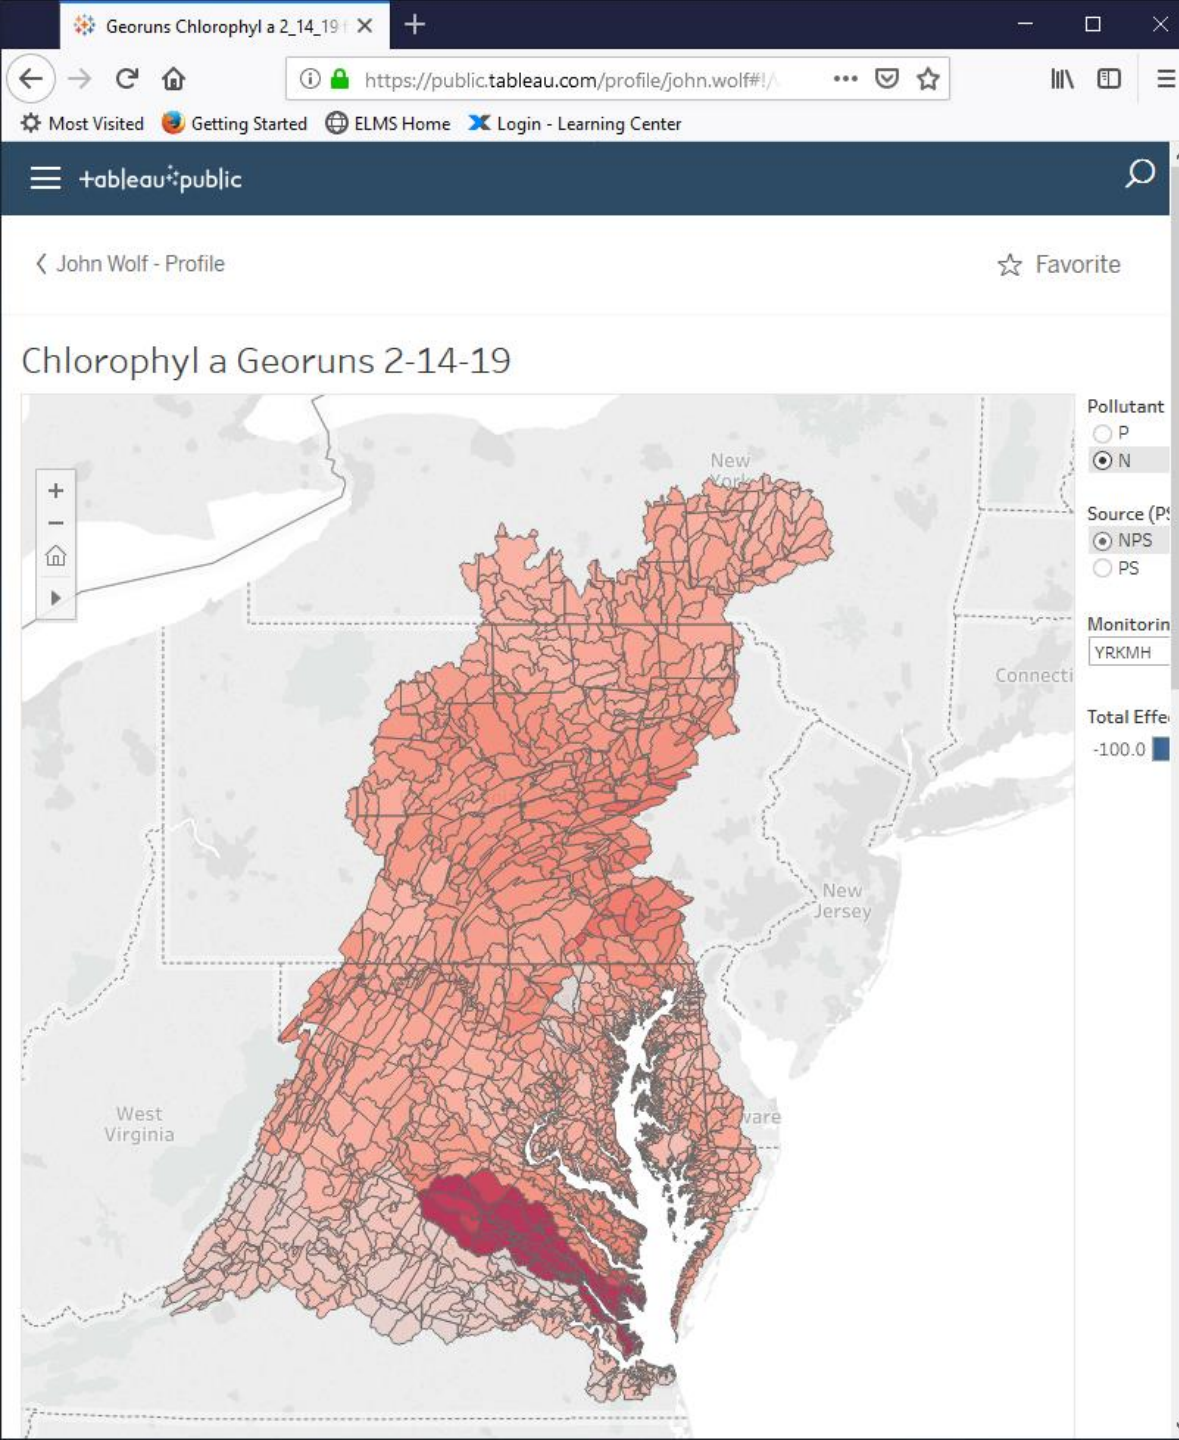 Georuns Chlorophyl a 2_14_19
https://public.tableau.com/profile/john.wolf#!/
Most Visited
Getting Started
ELMS Home
Login - Learning Center
+ableau public
John Wolf - Profile
Favorite
Chlorophyl a Georuns 2-14-19
Pollutant
P
N
Source (PS
NPS
PS
Monitorin
YRKMH
Total Effe
-100.0
New
York
Connecti
New
Jersey
West
Virginia
ware